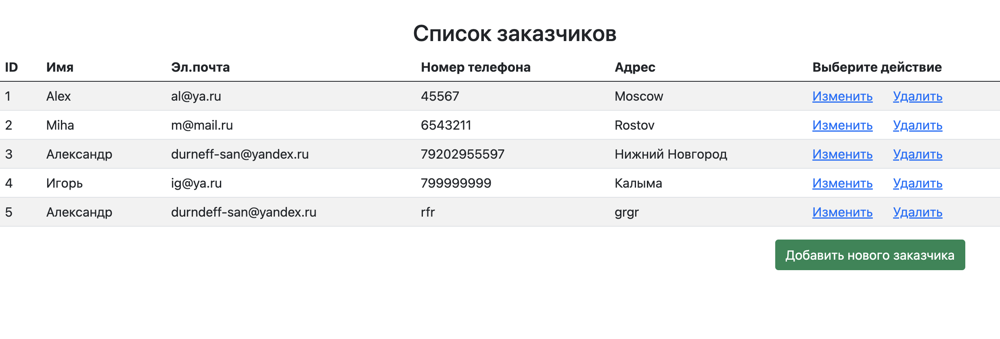 Список заказчиков
ID Имя Эл.почта Номер телефона Адрес Выберите действие
1 Alex al@ya.ru 45567 Moscow Изменить Удалить
2 Miha m@mail.ru 6543211 Rostov Изменить Удалить
3 Александр durneff-san@yandex.ru 79202955597 Нижний Новгород Изменить Удалить
4 Игорь ig@ya.ru 799999999 Калыма Изменить Удалить
5 Александр durndeff-san@yandex.ru rfr grgr Изменить Удалить
Добавить нового заказчика